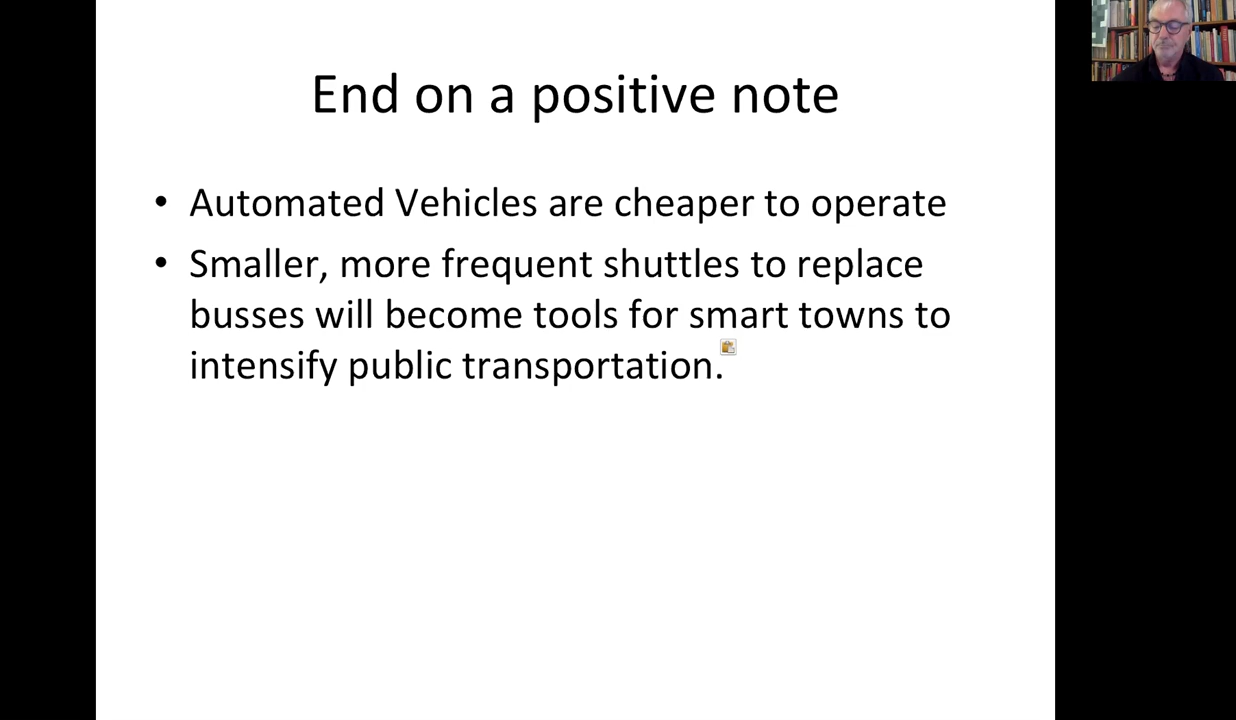 End on a positive note
• Automated Vehicles are cheaper to operate
• Smaller, more frequent shuttles to replace
busses will become tools for smart towns to
intensify public transportation.